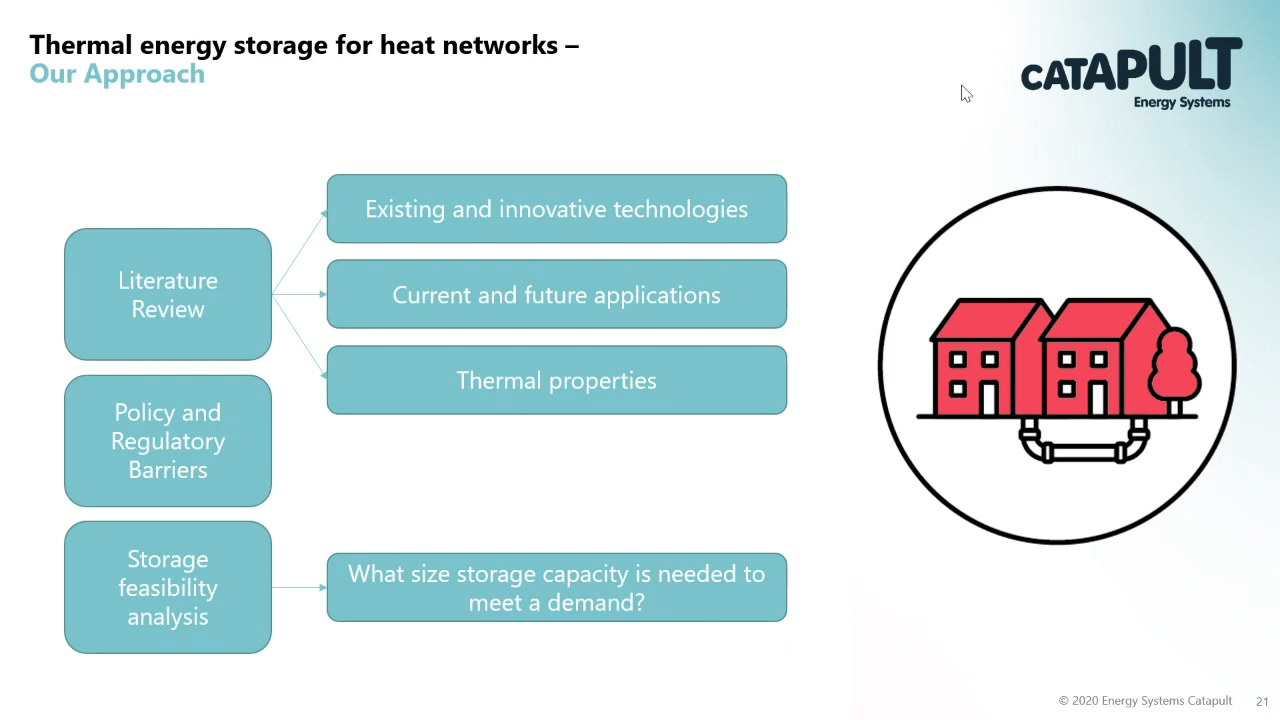 Thermal energy storage for heat networks –
Our Approach
CATAPULT
Energy Systems
Existing and innovative technologies
Literature
Review
Current and future applications
Thermal properties
Policy and
Regulatory
Barriers
Storage
feasibility
analysis
What size storage capacity is needed to
meet a demand?
© 2020 Energy Systems Catapult
21